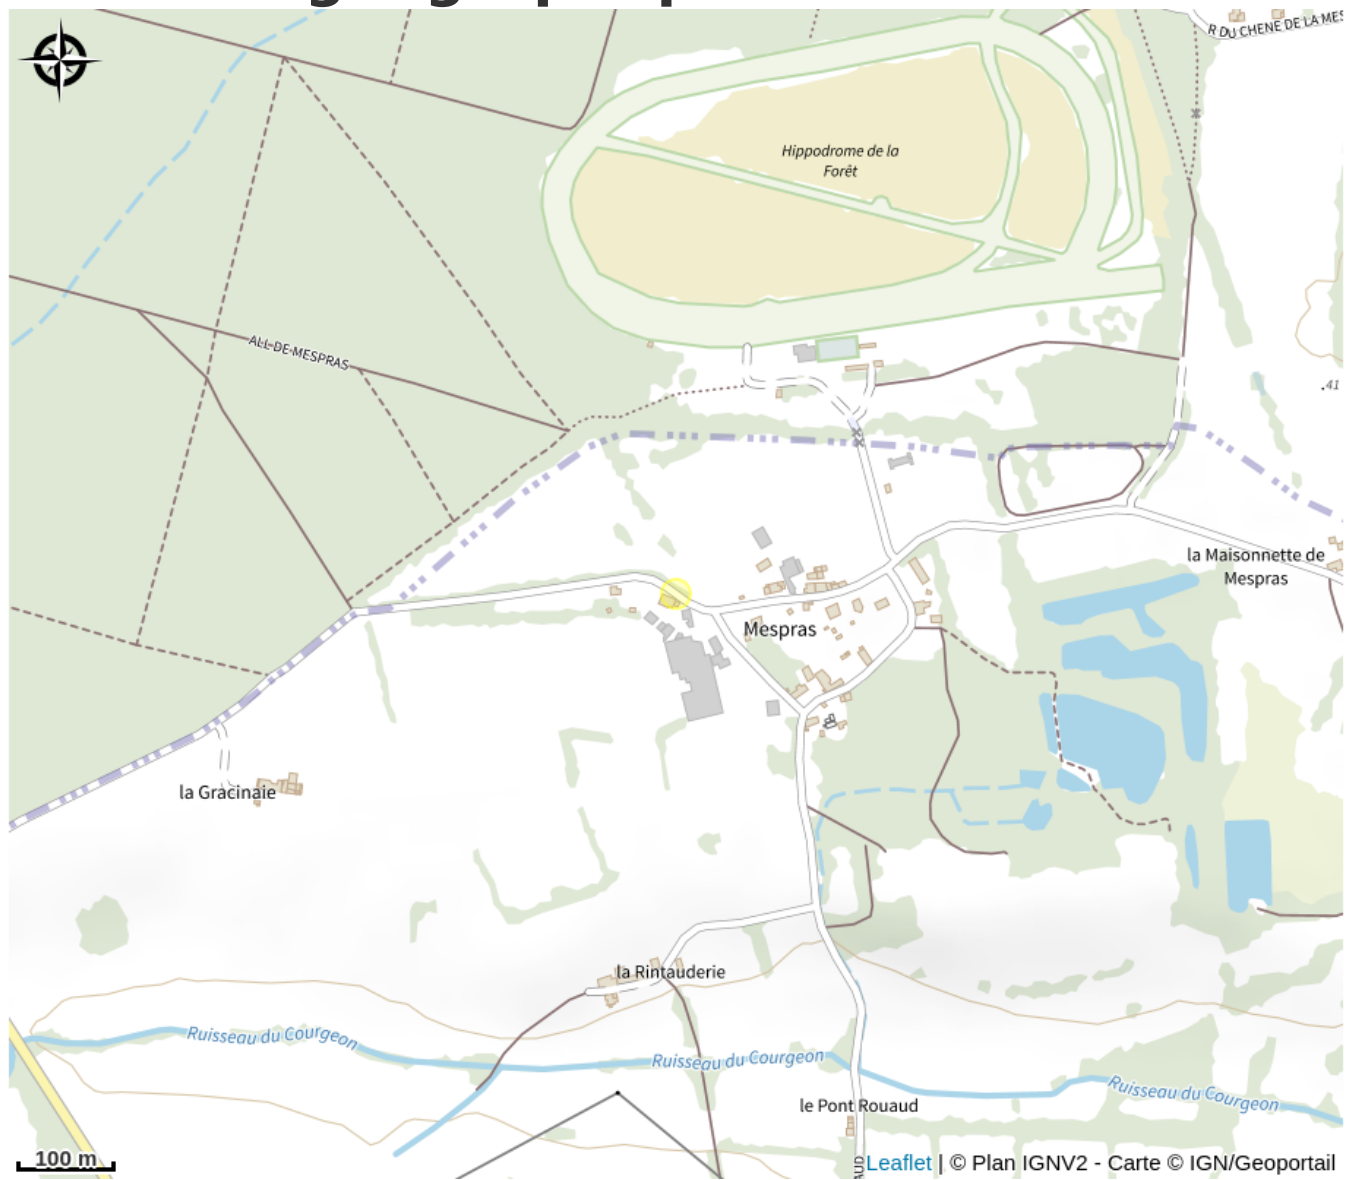 R DU CHENE DE LA MES
Hippodrome de la
Forêt
ALL DE MESPRAS
.41
la Maisonnette de
Mespras
Mespras
la Gracinaie
la Rintauderie
Ruisseau du Courgeon
Ruisseau du Courgeon
Ruisseau du Courgeon
le Pont Rouaud
AUD
100 m
Leaflet | © Plan IGNV2 - Carte © IGN/Geoportail